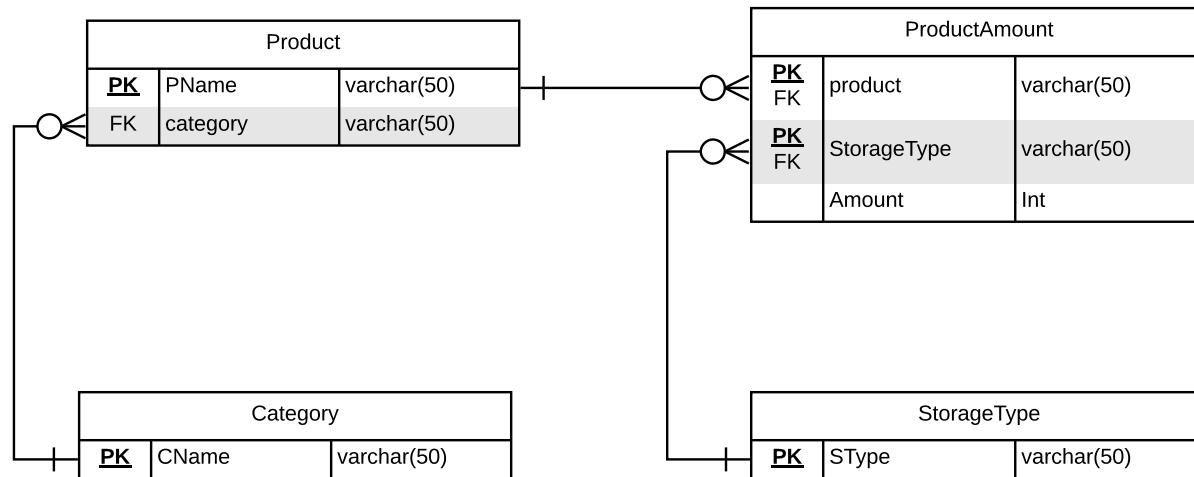 Product
PK PName varchar(50)
FK category varchar(50)
ProductAmount
PK
FK product varchar(50)
PK
FK StorageType varchar(50)
Amount Int
Category
PK CName varchar(50)
StorageType
PK SType varchar(50)